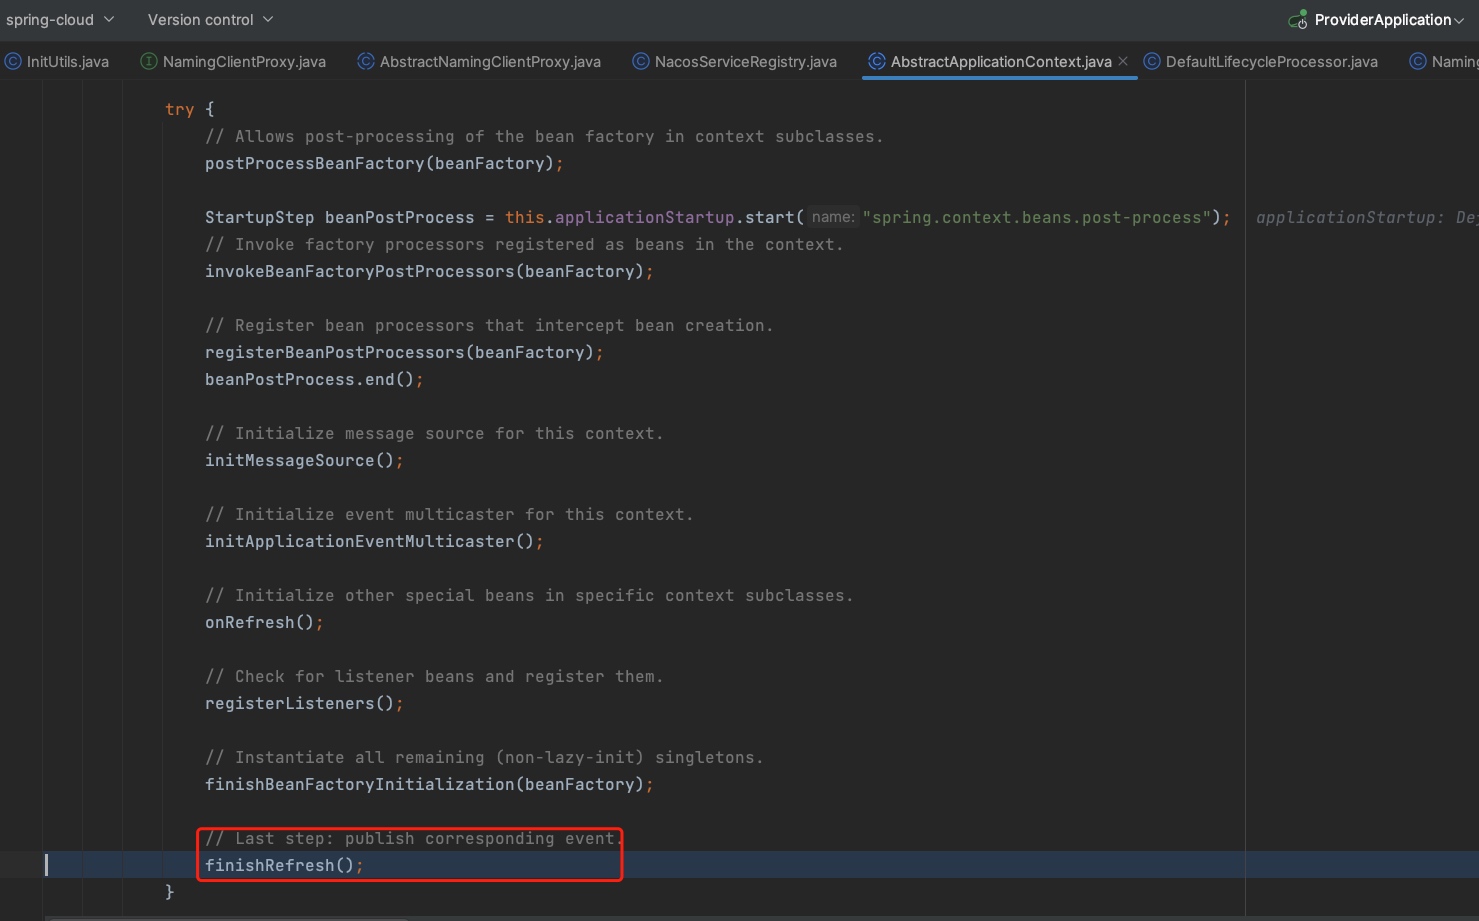 spring-cloud
Version control
ProviderApplication
InitUtils.java
NamingClientProxy.java
AbstractNamingClientProxy.java
NacosServiceRegistry.java
AbstractApplicationContext.java
DefaultLifecycleProcessor.java
try {
// Allows post-processing of the bean factory in context subclasses.
postProcessBeanFactory(beanFactory);
StartupStep beanPostProcess = this.applicationStartup.start( name: "spring.context.beans.post-process"); applicationStartup:
// Invoke factory processors registered as beans in the context.
invokeBeanFactoryPostProcessors(beanFactory);
// Register bean processors that intercept bean creation.
registerBeanPostProcessors(beanFactory);
beanPostProcess.end();
// Initialize message source for this context.
initMessageSource();
// Initialize event multicaster for this context.
initApplicationEventMulticaster();
// Initialize other special beans in specific context subclasses.
onRefresh();
// Check for listener beans and register them.
registerListeners();
// Instantiate all remaining (non-lazy-init) singletons.
finishBeanFactoryInitialization(beanFactory);
// Last step: publish corresponding event.
finishRefresh();
}